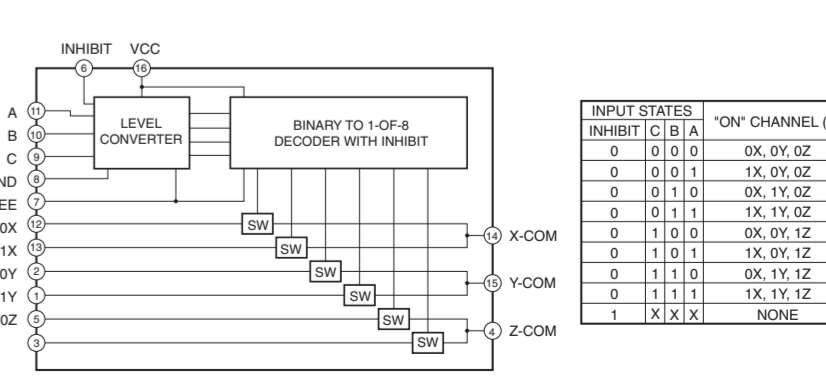 INHIBIT VCC
6 16
A 11
B 10
C 9
ND 8
EE 7
0X 12
1X 13
0Y 2
1Y 1
0Z 5
3
LEVEL
CONVERTER
BINARY TO 1-OF-8
DECODER WITH INHIBIT
SW
SW
SW
SW
SW
SW
14 X-COM
15 Y-COM
4 Z-COM
INPUT STATES "ON" CHANNEL (
INHIBIT C B A
0 0 0 0 0X, 0Y, 0Z
0 0 0 1 1X, 0Y, 0Z
0 0 1 0 0X, 1Y, 0Z
0 0 1 1 1X, 1Y, 0Z
0 1 0 0 0X, 0Y, 1Z
0 1 0 1 1X, 0Y, 1Z
0 1 1 0 0X, 1Y, 1Z
0 1 1 1 1X, 1Y, 1Z
1 X X X NONE